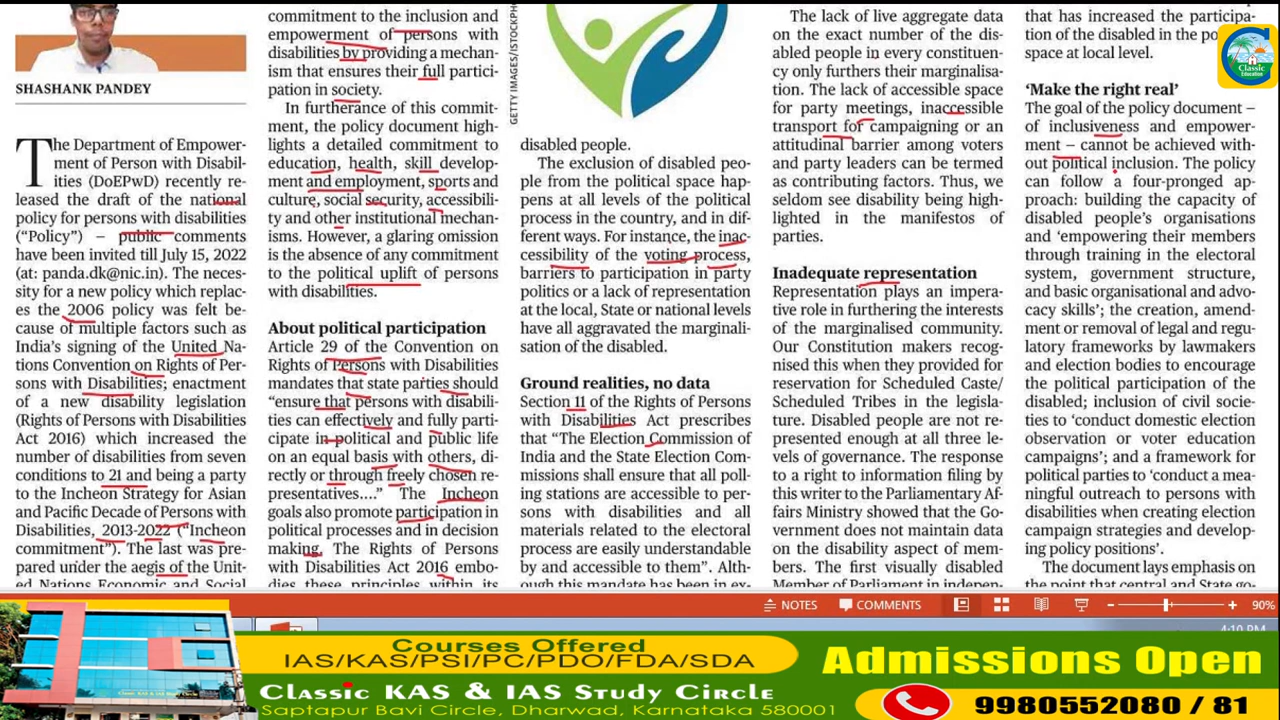 SHASHANK PANDEY
The Department of Empower-
ment of Person with Disabil-
ities (DoEPwD) recently re-
leased the draft of the national
policy for persons with disabilities
(“Policy”) – public comments
have been invited till July 15, 2022
(at: panda.dk@nic.in). The neces-
sity for a new policy which replac-
es the 2006 policy was felt be-
cause of multiple factors such as
India’s signing of the United Na-
tions Convention on Rights of Per-
sons with Disabilities; enactment
of a new disability legislation
(Rights of Persons with Disabilities
Act 2016) which increased the
number of disabilities from seven
conditions to 21 and being a party
to the Incheon Strategy for Asian
and Pacific Decade of Persons with
Disabilities, 2013-2022 (“Incheon
commitment”). The last was pre-
pared under the aegis of the Unit-
ed Nations Economic and Social
commitment to the inclusion and
empowerment of persons with
disabilities by providing a mechan-
ism that ensures their full partici-
pation in society.
In furtherance of this commit-
ment, the policy document high-
lights a detailed commitment to
education, health, skill develop-
ment and employment, sports and
culture, social security, accessibili-
ty and other institutional mechan-
isms. However, a glaring omission
is the absence of any commitment
to the political uplift of persons
with disabilities.
About political participation
Article 29 of the Convention on
Rights of Persons with Disabilities
mandates that state parties should
“ensure that persons with disabili-
ties can effectively and fully parti-
cipate in political and public life
on an equal basis with others, di-
rectly or through freely chosen re-
presentatives....” The Incheon
goals also promote participation in
political processes and in decision
making. The Rights of Persons
with Disabilities Act 2016 embo-
dies these principles within its
GETTY IMAGES/ISTOCKPHO
disabled people.
The exclusion of disabled peo-
ple from the political space hap-
pens at all levels of the political
process in the country, and in dif-
ferent ways. For instance, the inac-
cessibility of the voting process,
barriers to participation in party
politics or a lack of representation
at the local, State or national levels
have all aggravated the marginali-
sation of the disabled.
Ground realities, no data
Section 11 of the Rights of Persons
with Disabilities Act prescribes
that “The Election Commission of
India and the State Election Com-
missions shall ensure that all poll-
ing stations are accessible to per-
sons with disabilities and all
materials related to the electoral
process are easily understandable
by and accessible to them”. Alth-
ough this mandate has been in ex-
The lack of live aggregate data
on the exact number of the dis-
abled people in every constituen-
cy only furthers their marginalisa-
tion. The lack of accessible space
for party meetings, inaccessible
transport for campaigning or an
attitudinal barrier among voters
and party leaders can be termed
as contributing factors. Thus, we
seldom see disability being high-
lighted in the manifestos of
parties.
Inadequate representation
Representation plays an impera-
tive role in furthering the interests
of the marginalised community.
Our Constitution makers recog-
nised this when they provided for
reservation for Scheduled Caste/
Scheduled Tribes in the legisla-
ture. Disabled people are not re-
presented enough at all three le-
vels of governance. The response
to a right to information filing by
this writer to the Parliamentary Af-
fairs Ministry showed that the Go-
vernment does not maintain data
on the disability aspect of mem-
bers. The first visually disabled
Member of Parliament in indepen-
that has increased the participa-
tion of the disabled in the po
space at local level.
‘Make the right real’
The goal of the policy document –
of inclusiveness and empower-
ment – cannot be achieved with-
out political inclusion. The policy
can follow a four-pronged ap-
proach: building the capacity of
disabled people’s organisations
and ‘empowering their members
through training in the electoral
system, government structure,
and basic organisational and advo-
cacy skills’; the creation, amend-
ment or removal of legal and regu-
latory frameworks by lawmakers
and election bodies to encourage
the political participation of the
disabled; inclusion of civil socie-
ties to ‘conduct domestic election
observation or voter education
campaigns’; and a framework for
political parties to ‘conduct a mea-
ningful outreach to persons with
disabilities when creating election
campaign strategies and develop-
ing policy positions’.
The document lays emphasis on
the point that central and State go-
Classic
Education
NOTES COMMENTS 90%
4:10 PM
Courses Offered
IAS/KAS/PSI/PC/PDO/FDA/SDA
Classic KAS & IAS Study Circle
Saptapur Bavi Circle, Dharwad, Karnataka 580001
Admissions Open
9980552080 / 81